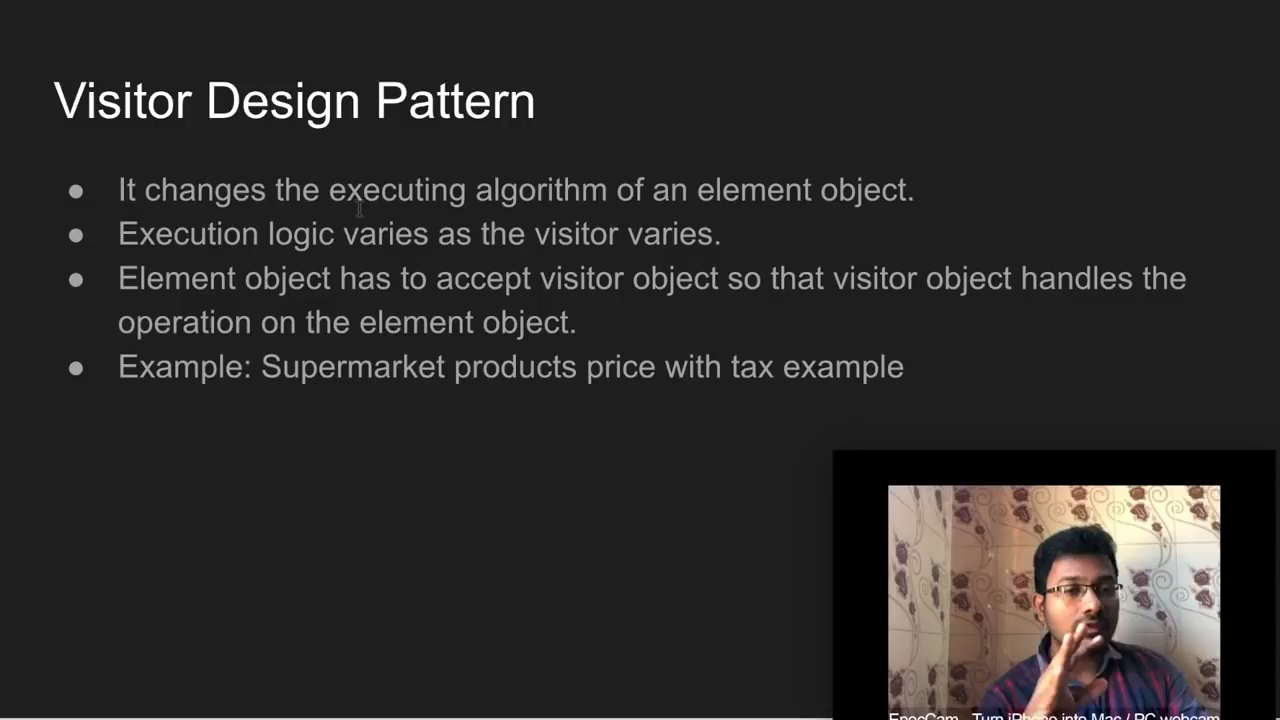 Visitor Design Pattern
● It changes the executing algorithm of an element object.
● Execution logic varies as the visitor varies.
● Element object has to accept visitor object so that visitor object handles the
operation on the element object.
● Example: Supermarket products price with tax example
EpocCam - Turn iPhone into Mac / PC webcam